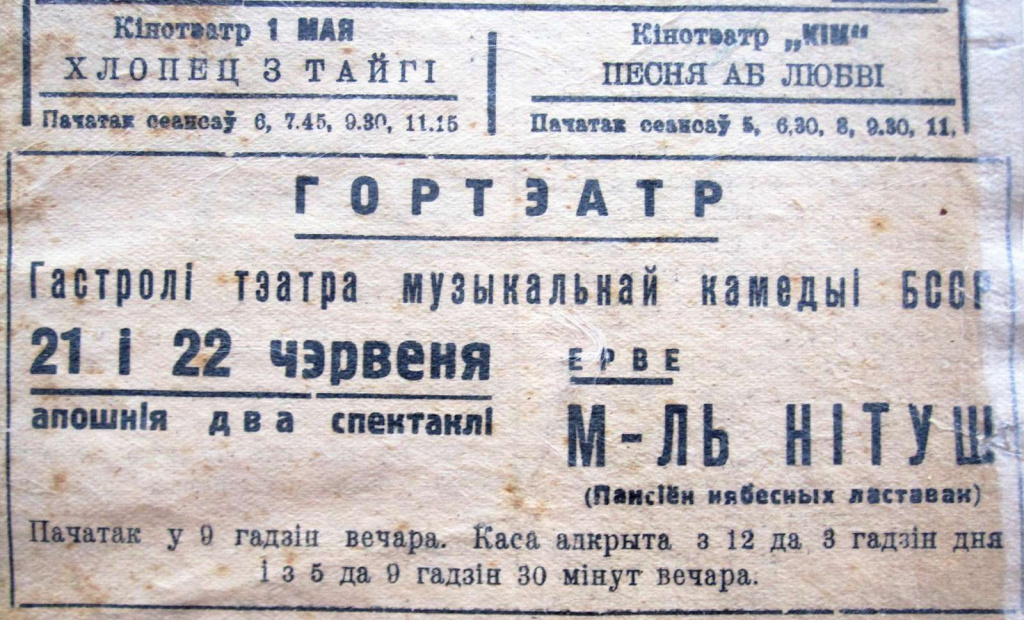 Кінотэатр 1 МАЯ
ХЛОПЕЦ З ТАЙГІ
Пачатак сеансаў 6, 7.45, 9.30, 11.15
Кінотэатр „КІМ“
ПЕСНЯ АБ ЛЮБВІ
Пачатак сеансаў 5, 6,30, 8, 9.30, 11,
ГОРТЭАТР
Гастролі тэатра музыкальнай камедыі БССР
21 і 22 чэрвеня
апошнія два спектаклі
ЕРВЕ
М-ЛЬ НІТУШ
(Пансіён нябесных ластавак)
Пачатак у 9 гадзін вечара. Каса адкрыта з 12 да 3 гадзін дня
і з 5 да 9 гадзін 30 мінут вечара.